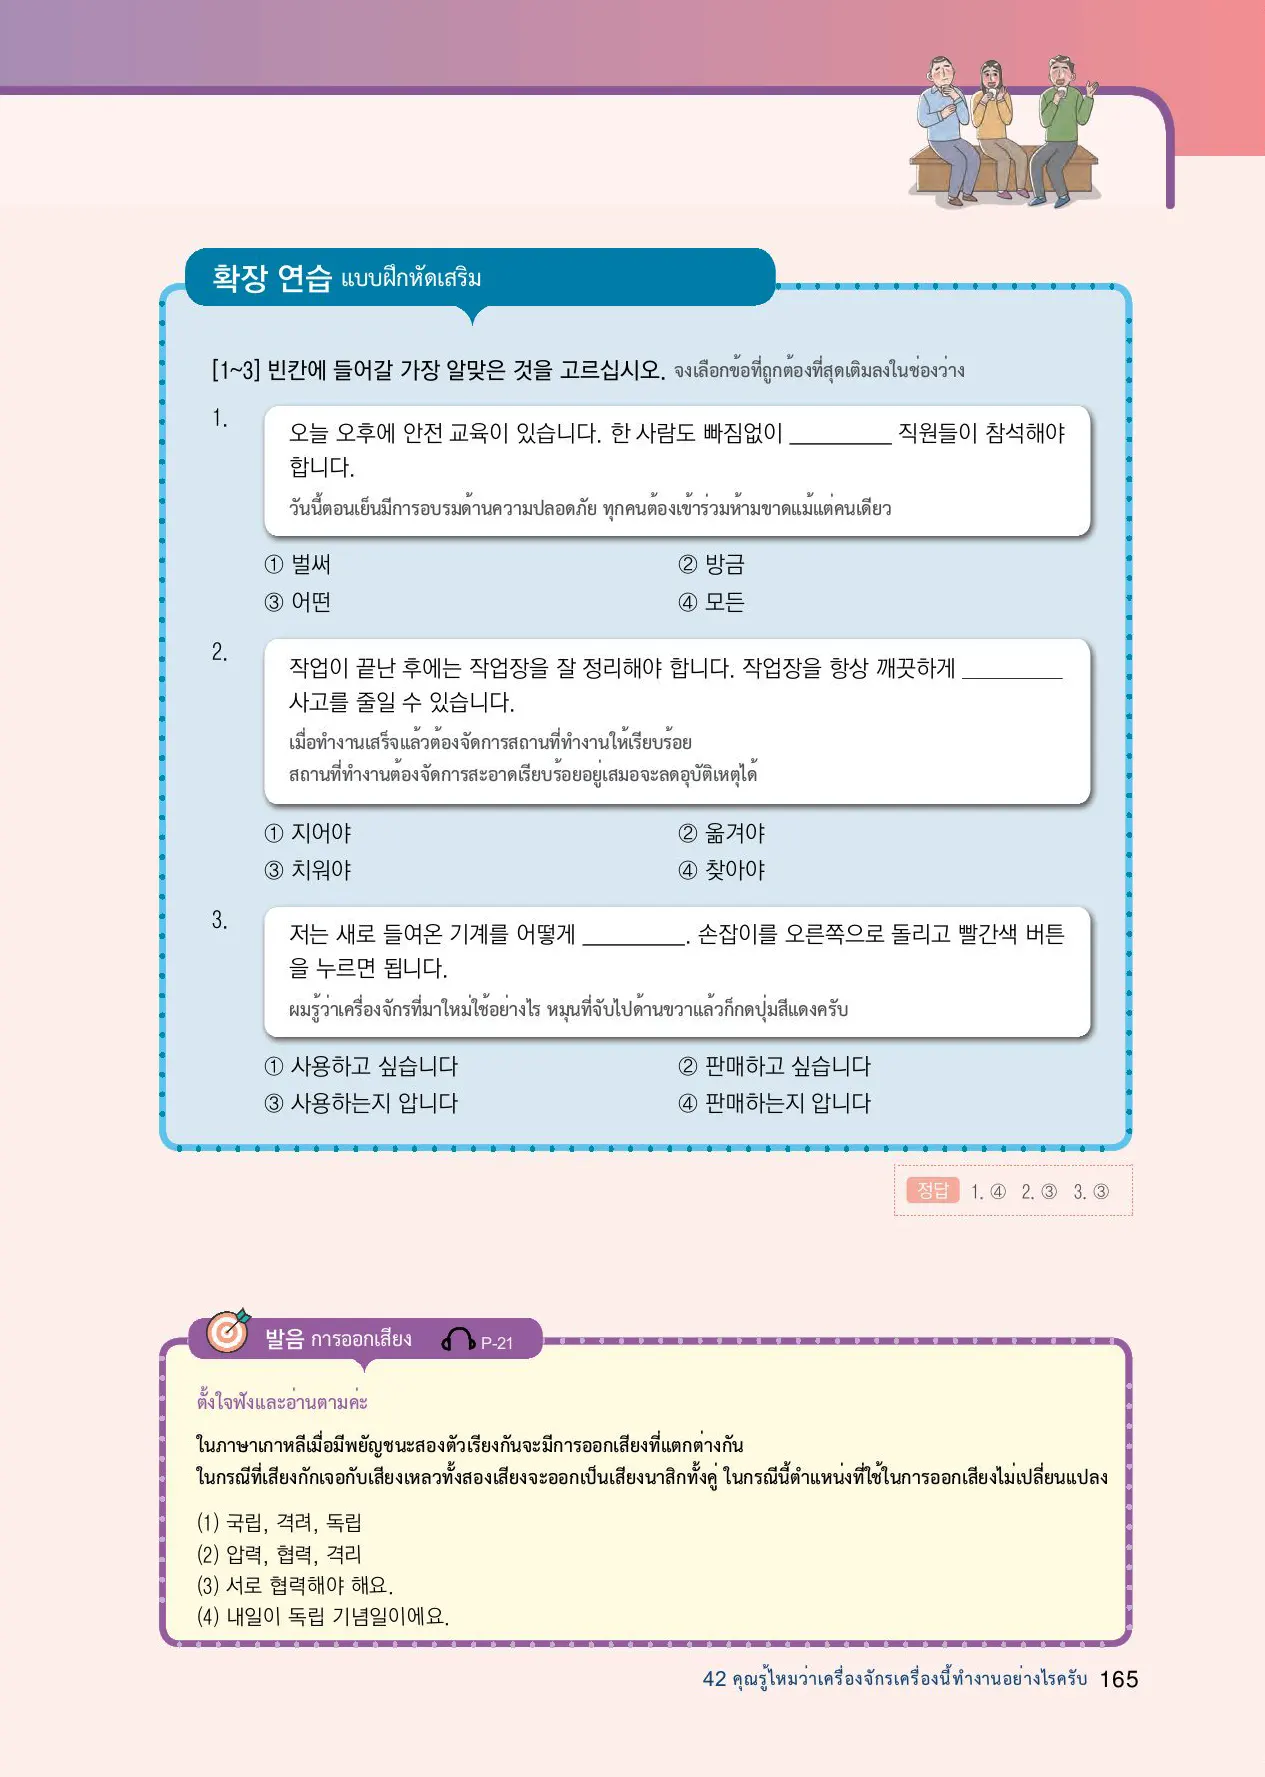 확장 연습 แบบฝึกหัดเสริม
[1~3] 빈칸에 들어갈 가장 알맞은 것을 고르십시오. จงเลือกข้อที่ถูกต้องที่สุดเติมลงในช่องว่าง
1.
오늘 오후에 안전 교육이 있습니다. 한 사람도 빠짐없이 __________ 직원들이 참석해야
합니다.
วันนี้ตอนเย็นมีการอบรมด้านความปลอดภัย ทุกคนต้องเข้าร่วมห้ามขาดแม้แต่คนเดียว
① 벌써 ② 방금
③ 어떤 ④ 모든
2.
작업이 끝난 후에는 작업장을 잘 정리해야 합니다. 작업장을 항상 깨끗하게 __________
사고를 줄일 수 있습니다.
เมื่อทำงานเสร็จแล้วต้องจัดการสถานที่ทำงานให้เรียบร้อย
สถานที่ทำงานต้องจัดการสะอาดเรียบร้อยอยู่เสมอจะลดอุบัติเหตุได้
① 지어야 ② 옮겨야
③ 치워야 ④ 찾아야
3.
저는 새로 들여온 기계를 어떻게 __________. 손잡이를 오른쪽으로 돌리고 빨간색 버튼
을 누르면 됩니다.
ผมรู้ว่าเครื่องจักรที่มาใหม่ใช้อย่างไร หมุนที่จับไปด้านขวาแล้วก็กดปุ่มสีแดงครับ
① 사용하고 싶습니다 ② 판매하고 싶습니다
③ 사용하는지 압니다 ④ 판매하는지 압니다
정답 1. ④ 2. ③ 3. ③
발음 การออกเสียง P-21
ตั้งใจฟังและอ่านตามค่ะ
ในภาษาเกาหลีเมื่อมีพยัญชนะสองตัวเรียงกันจะมีการออกเสียงที่แตกต่างกัน
ในกรณีที่เสียงกักเจอกับเสียงเหลวทั้งสองเสียงจะออกเป็นเสียงนาสิกทั้งคู่ ในกรณีนี้ตำแหน่งที่ใช้ในการออกเสียงไม่เปลี่ยนแปลง
(1) 국립, 격려, 독립
(2) 압력, 협력, 격리
(3) 서로 협력해야 해요.
(4) 내일이 독립 기념일이에요.
42 คุณรู้ไหมว่าเครื่องจักรเครื่องนี้ทำงานอย่างไรครับ 165